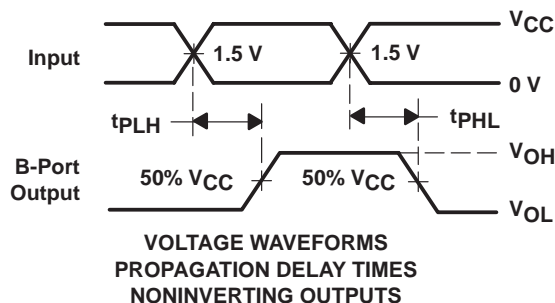 VCC
Input
1.5 V
1.5 V
0 V
tPLH
tPHL
VOH
B-Port
Output
50% VCC
50% VCC
VOL
VOLTAGE WAVEFORMS
PROPAGATION DELAY TIMES
NONINVERTING OUTPUTS